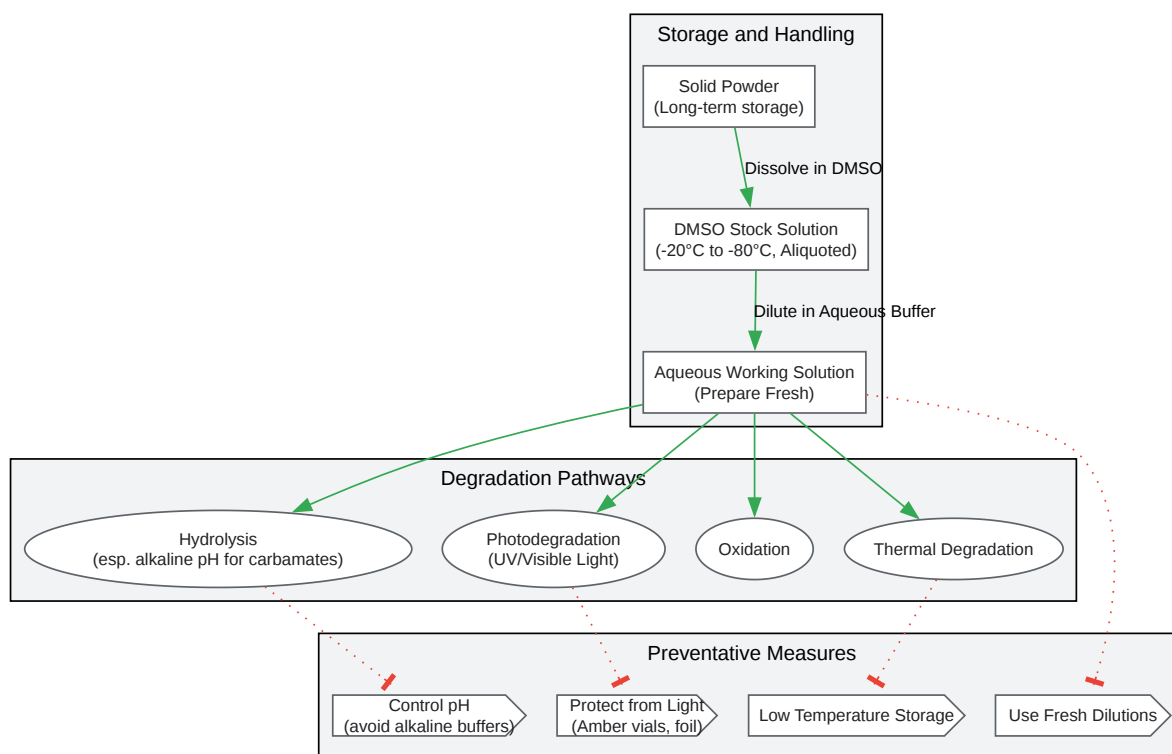 Storage and Handling
Solid Powder
(Long-term storage)
Dissolve in DMSO
DMSO Stock Solution
(-20°C to -80°C, Aliquoted)
Dilute in Aqueous Buffer
Aqueous Working Solution
(Prepare Fresh)
Degradation Pathways
Hydrolysis
(esp. alkaline pH for carbamates)
Photodegradation
(UV/Visible Light)
Oxidation
Thermal Degradation
Preventative Measures
Control pH
(avoid alkaline buffers)
Protect from Light
(Amber vials, foil)
Low Temperature Storage
Use Fresh Dilutions